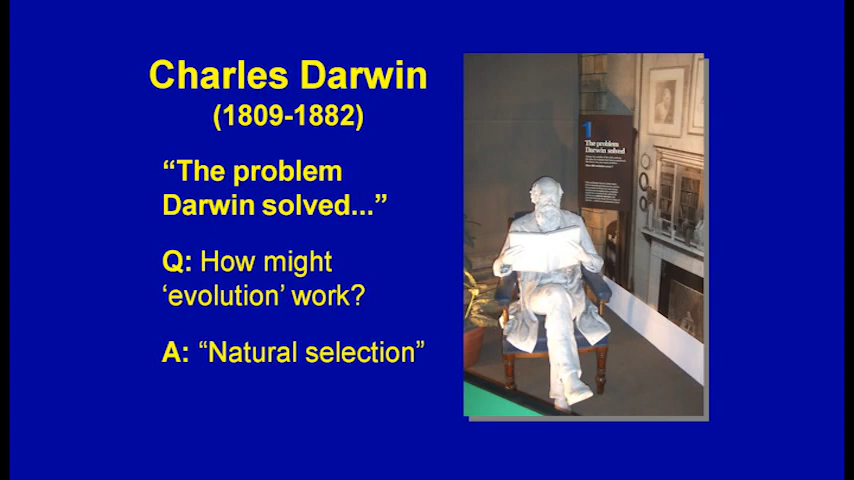 Charles Darwin
(1809-1882)
“The problem
Darwin solved...”
Q: How might
‘evolution’ work?
A: “Natural selection”
1
The problem
Darwin solved